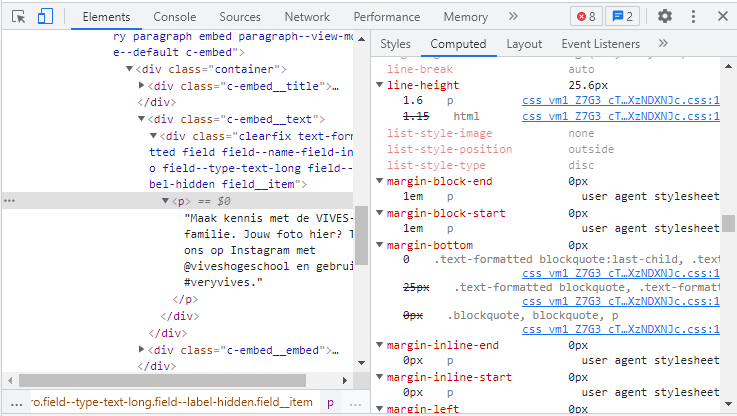 Elements Console Sources Network Performance Memory 8 2
ry paragraph embed paragraph--view-mo
e--default c-embed">
<div class="container">
<div class="c-embed__title">…
</div>
<div class="c-embed__text">
<div class="clearfix text-for
tted field field--name-field-in
o field--type-text-long field--
bel-hidden field__item">
… <p> == $0
"Maak kennis met de VIVES-
familie. Jouw foto hier? T
ons op Instagram met
@viveshogeschool en gebrui
#veryvives."
</p>
</div>
</div>
<div class="c-embed__embed">…
</div>
… ro.field--type-text-long.field--label-hidden.field__item p …
Styles Computed Layout Event Listeners
line-break auto
line-height 25.6px
1.6 p css_vm1_Z7G3_cT…XzNDXNJc.css:1
1.15 html css_vm1_Z7G3_cT…XzNDXNJc.css:1
list-style-image none
list-style-position outside
list-style-type disc
margin-block-end 0px
1em p user agent stylesheet
margin-block-start 0px
1em p user agent stylesheet
margin-bottom 0px
0 .text-formatted blockquote:last-child, .text
css_vm1_Z7G3_cT…XzNDXNJc.css:1
25px .text-formatted blockquote, .text-formatt
css_vm1_Z7G3_cT…XzNDXNJc.css:1
0px .blockquote, blockquote, p
css_vm1_Z7G3_cT…XzNDXNJc.css:1
margin-inline-end 0px
0px p user agent stylesheet
margin-inline-start 0px
0px p user agent stylesheet
margin-left 0px